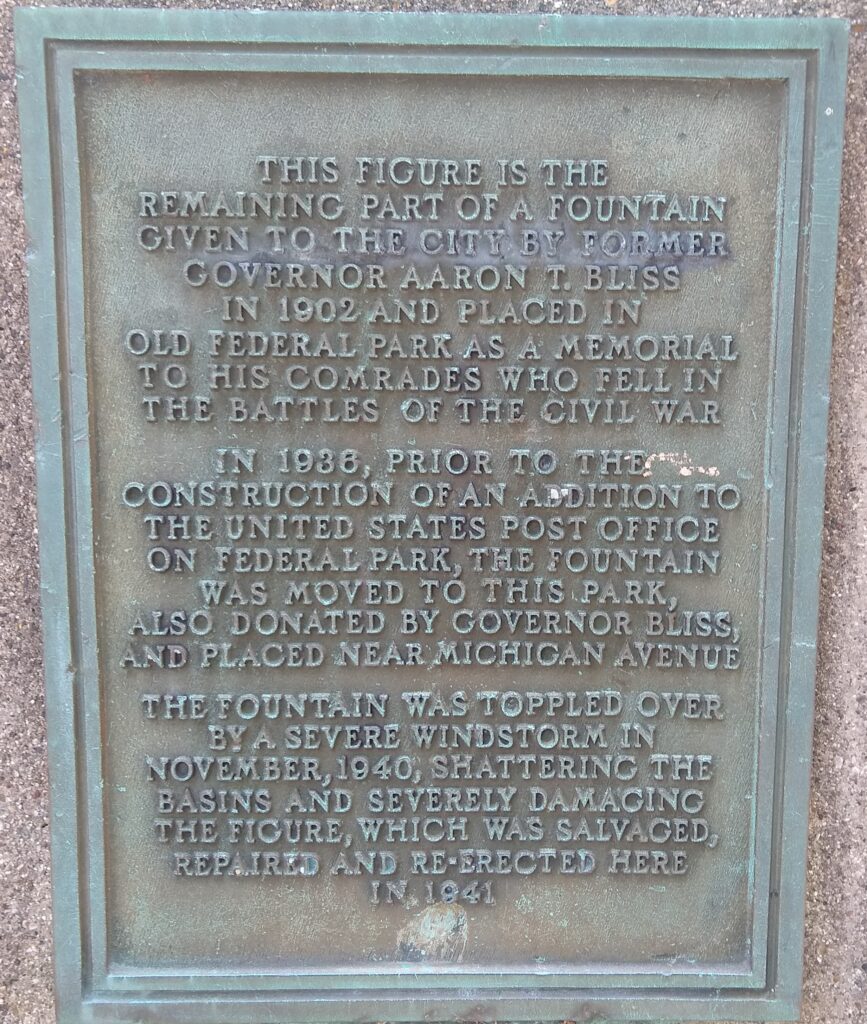 THIS FIGURE IS THE
REMAINING PART OF A FOUNTAIN
GIVEN TO THE CITY BY FORMER
GOVERNOR AARON T. BLISS
IN 1902 AND PLACED IN
OLD FEDERAL PARK AS A MEMORIAL
TO HIS COMRADES WHO FELL IN
THE BATTLES OF THE CIVIL WAR
IN 1936, PRIOR TO THE
CONSTRUCTION OF AN ADDITION TO
THE UNITED STATES POST OFFICE
ON FEDERAL PARK, THE FOUNTAIN
WAS MOVED TO THIS PARK,
ALSO DONATED BY GOVERNOR BLISS,
AND PLACED NEAR MICHIGAN AVENUE
THE FOUNTAIN WAS TOPPLED OVER
BY A SEVERE WINDSTORM IN
NOVEMBER, 1940, SHATTERING THE
BASINS AND SEVERELY DAMAGING
THE FIGURE, WHICH WAS SALVAGED,
REPAIRED AND RE-ERECTED HERE
IN 1941